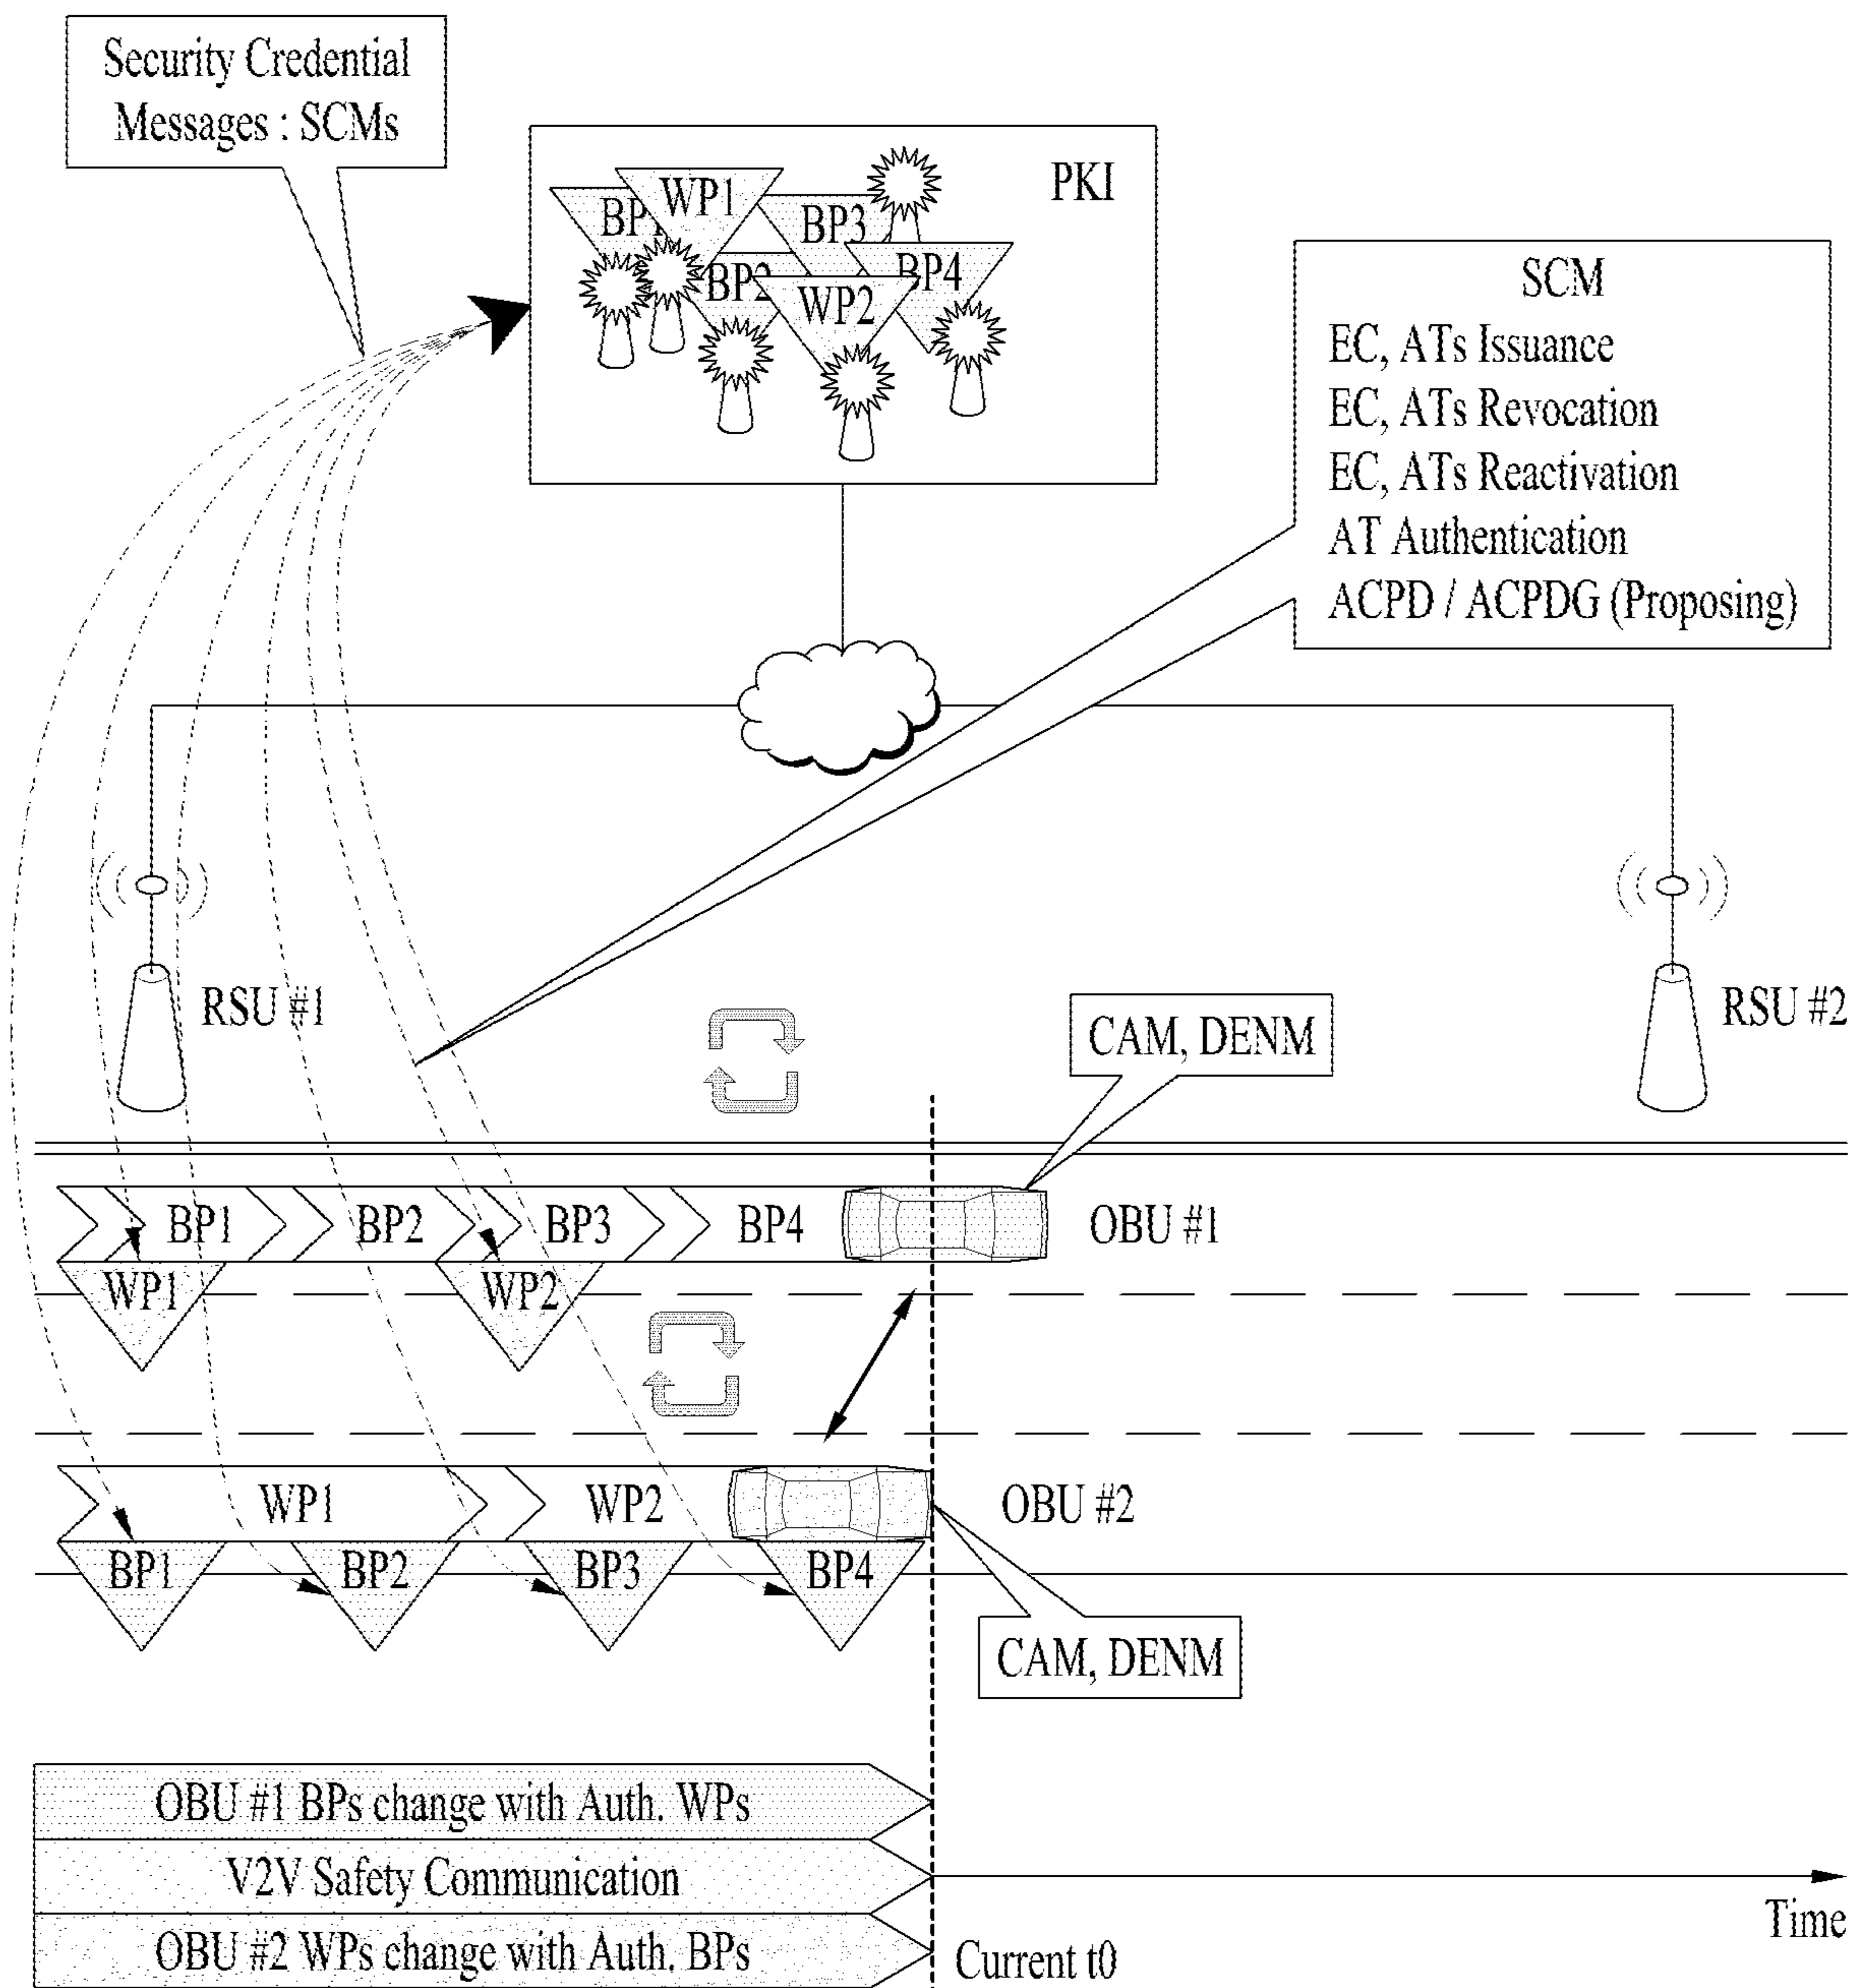 Security Credential
Messages : SCMs
PKI
WP1
BP1
BP3
BP2
BP4
WP2
SCM
EC, ATs Issuance
EC, ATs Revocation
EC, ATs Reactivation
AT Authentication
ACPD / ACPDG (Proposing)
RSU #1
RSU #2
CAM, DENM
BP1
BP2
BP3
BP4
OBU #1
WP1
WP2
WP1
WP2
OBU #2
BP1
BP2
BP3
BP4
CAM, DENM
OBU #1 BPs change with Auth. WPs
V2V Safety Communication
Time
OBU #2 WPs change with Auth. BPs
Current t0